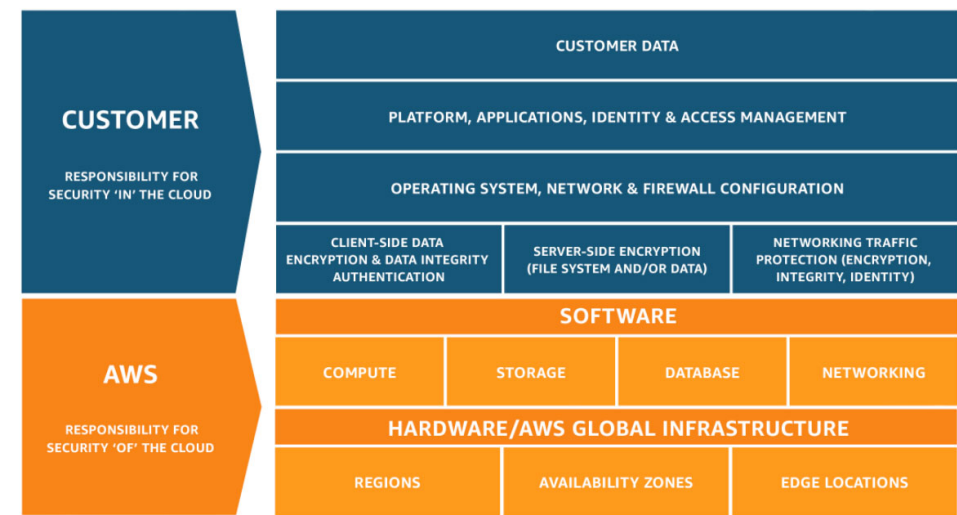 CUSTOMER
RESPONSIBILITY FOR
SECURITY ‘IN’ THE CLOUD
CUSTOMER DATA
PLATFORM, APPLICATIONS, IDENTITY & ACCESS MANAGEMENT
OPERATING SYSTEM, NETWORK & FIREWALL CONFIGURATION
CLIENT-SIDE DATA
ENCRYPTION & DATA INTEGRITY
AUTHENTICATION
SERVER-SIDE ENCRYPTION
(FILE SYSTEM AND/OR DATA)
NETWORKING TRAFFIC
PROTECTION (ENCRYPTION,
INTEGRITY, IDENTITY)
AWS
RESPONSIBILITY FOR
SECURITY ‘OF’ THE CLOUD
SOFTWARE
COMPUTE
STORAGE
DATABASE
NETWORKING
HARDWARE/AWS GLOBAL INFRASTRUCTURE
REGIONS
AVAILABILITY ZONES
EDGE LOCATIONS